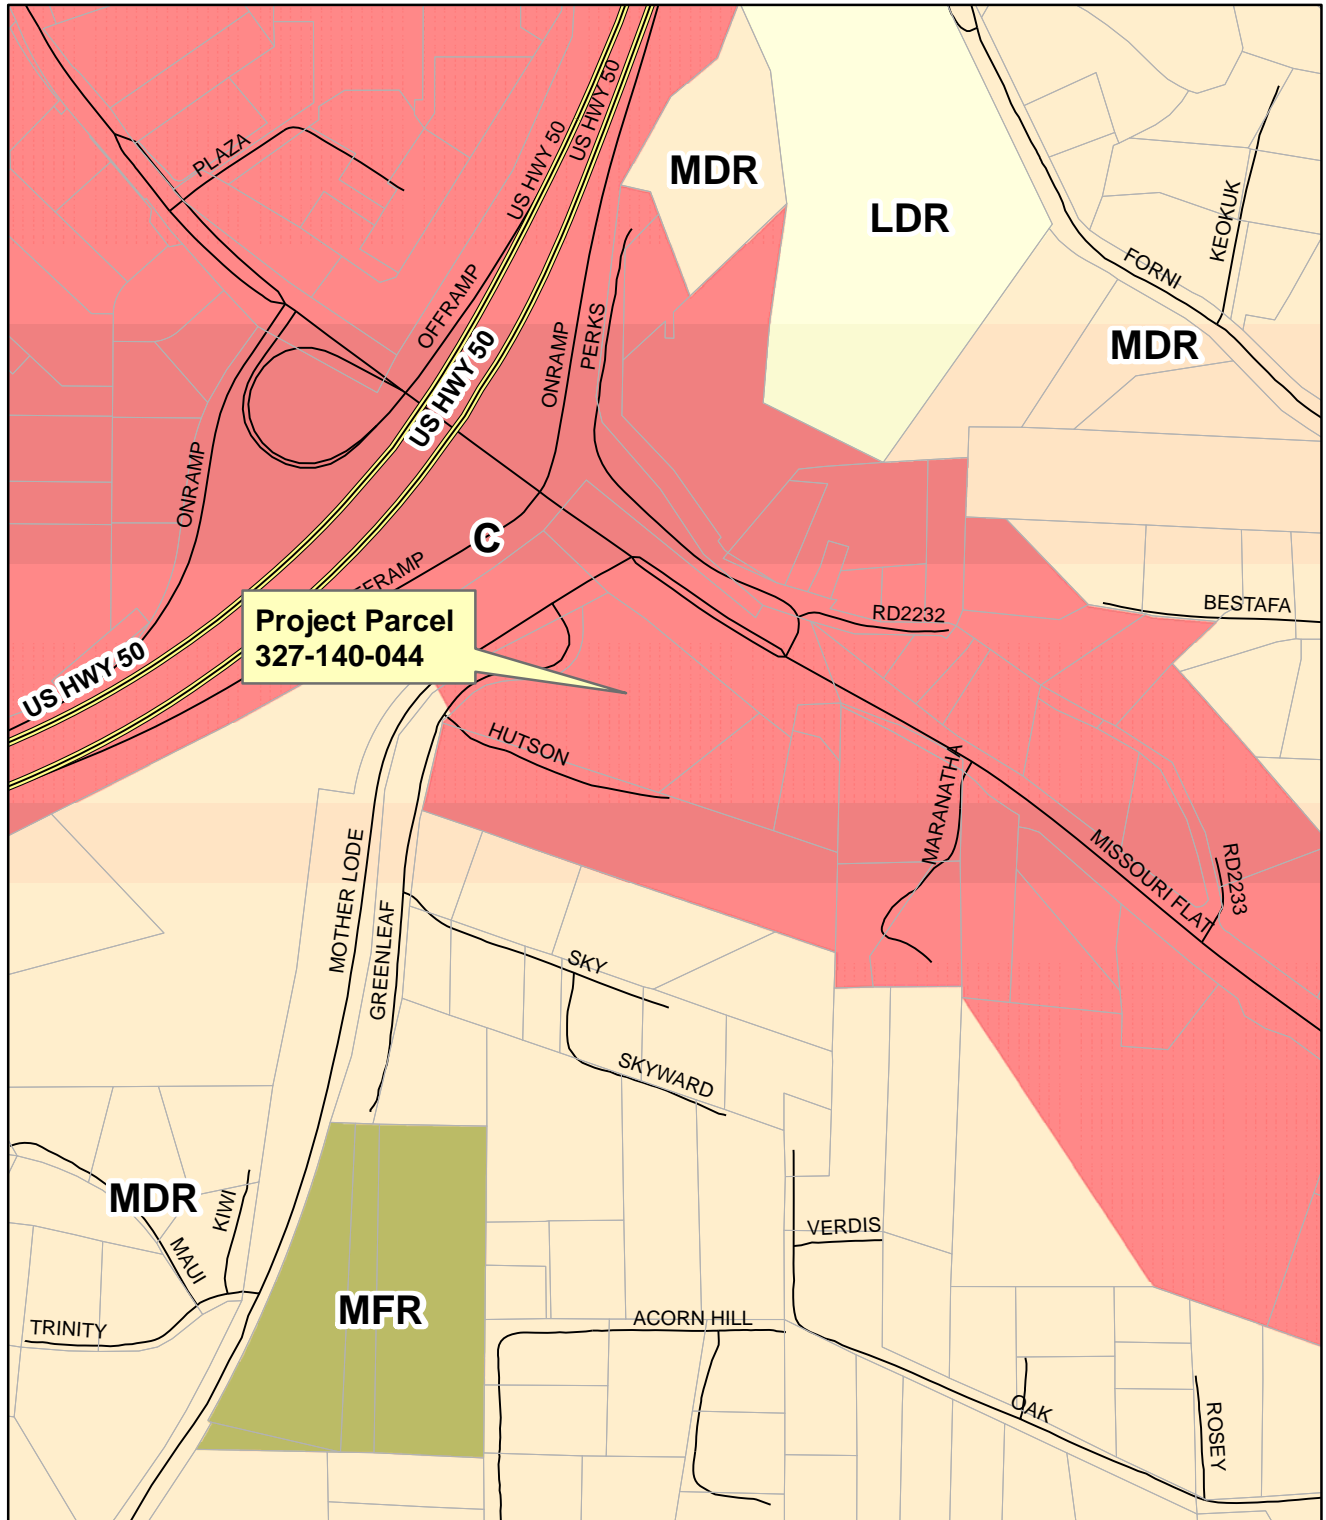 PLAZA
US HWY 50
US HWY 50
MDR
LDR
KEOKUK
FORNI
OFFRAMP
US HWY 50
ONRAMP
PERKS
MDR
ONRAMP
C
Project Parcel
327-140-044
RD2232
BESTAFA
US HWY 50
HUTSON
MARANATHA
MISSOURI FLAT
RD2233
MOTHER LODE
GREENLEAF
SKY
SKYWARD
MDR
KIWI
MAUI
TRINITY
MFR
VERDIS
ACORN HILL
OAK
ROSEY